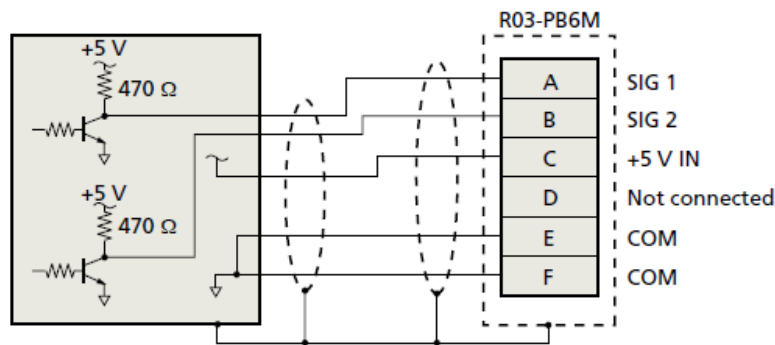 R03-PB6M
+5 V
470 Ω
A SIG 1
B SIG 2
C +5 V IN
D Not connected
+5 V
470 Ω
E COM
F COM